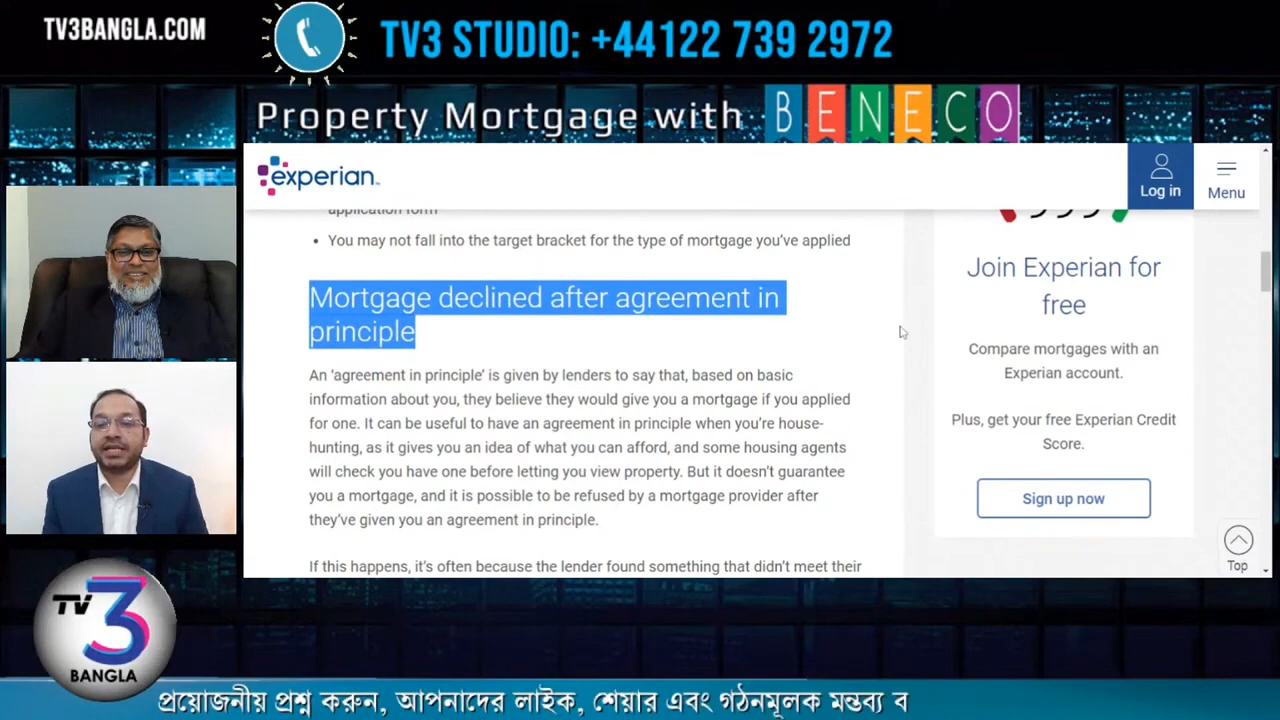 TV3BANGLA.COM
TV3 STUDIO: +44122 739 2972
Property Mortgage with BENECO
experian
Log in
Menu
application form
• You may not fall into the target bracket for the type of mortgage you've applied
Mortgage declined after agreement in
principle
An 'agreement in principle' is given by lenders to say that, based on basic
information about you, they believe they would give you a mortgage if you applied
for one. It can be useful to have an agreement in principle when you're house-
hunting, as it gives you an idea of what you can afford, and some housing agents
will check you have one before letting you view property. But it doesn't guarantee
you a mortgage, and it is possible to be refused by a mortgage provider after
they've given you an agreement in principle.
If this happens, it's often because the lender found something that didn't meet their
999
Join Experian for
free
Compare mortgages with an
Experian account.
Plus, get your free Experian Credit
Score.
Sign up now
Top
TV3
BANGLA
প্রয়োজনীয় প্রশ্ন করুন, আপনাদের লাইক, শেয়ার এবং গঠনমূলক মন্তব্য ব